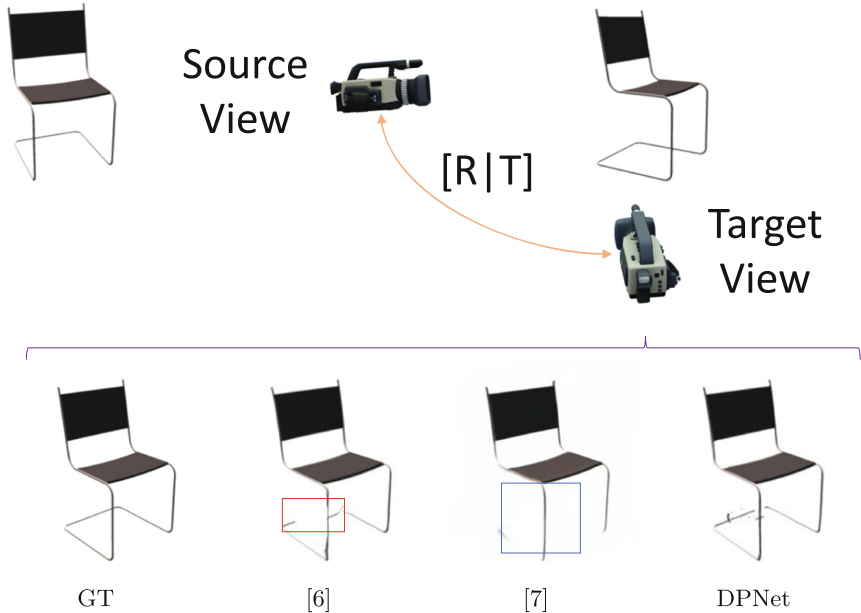 Source
View
[R|T]
Target
View
GT
[6]
[7]
DPNet